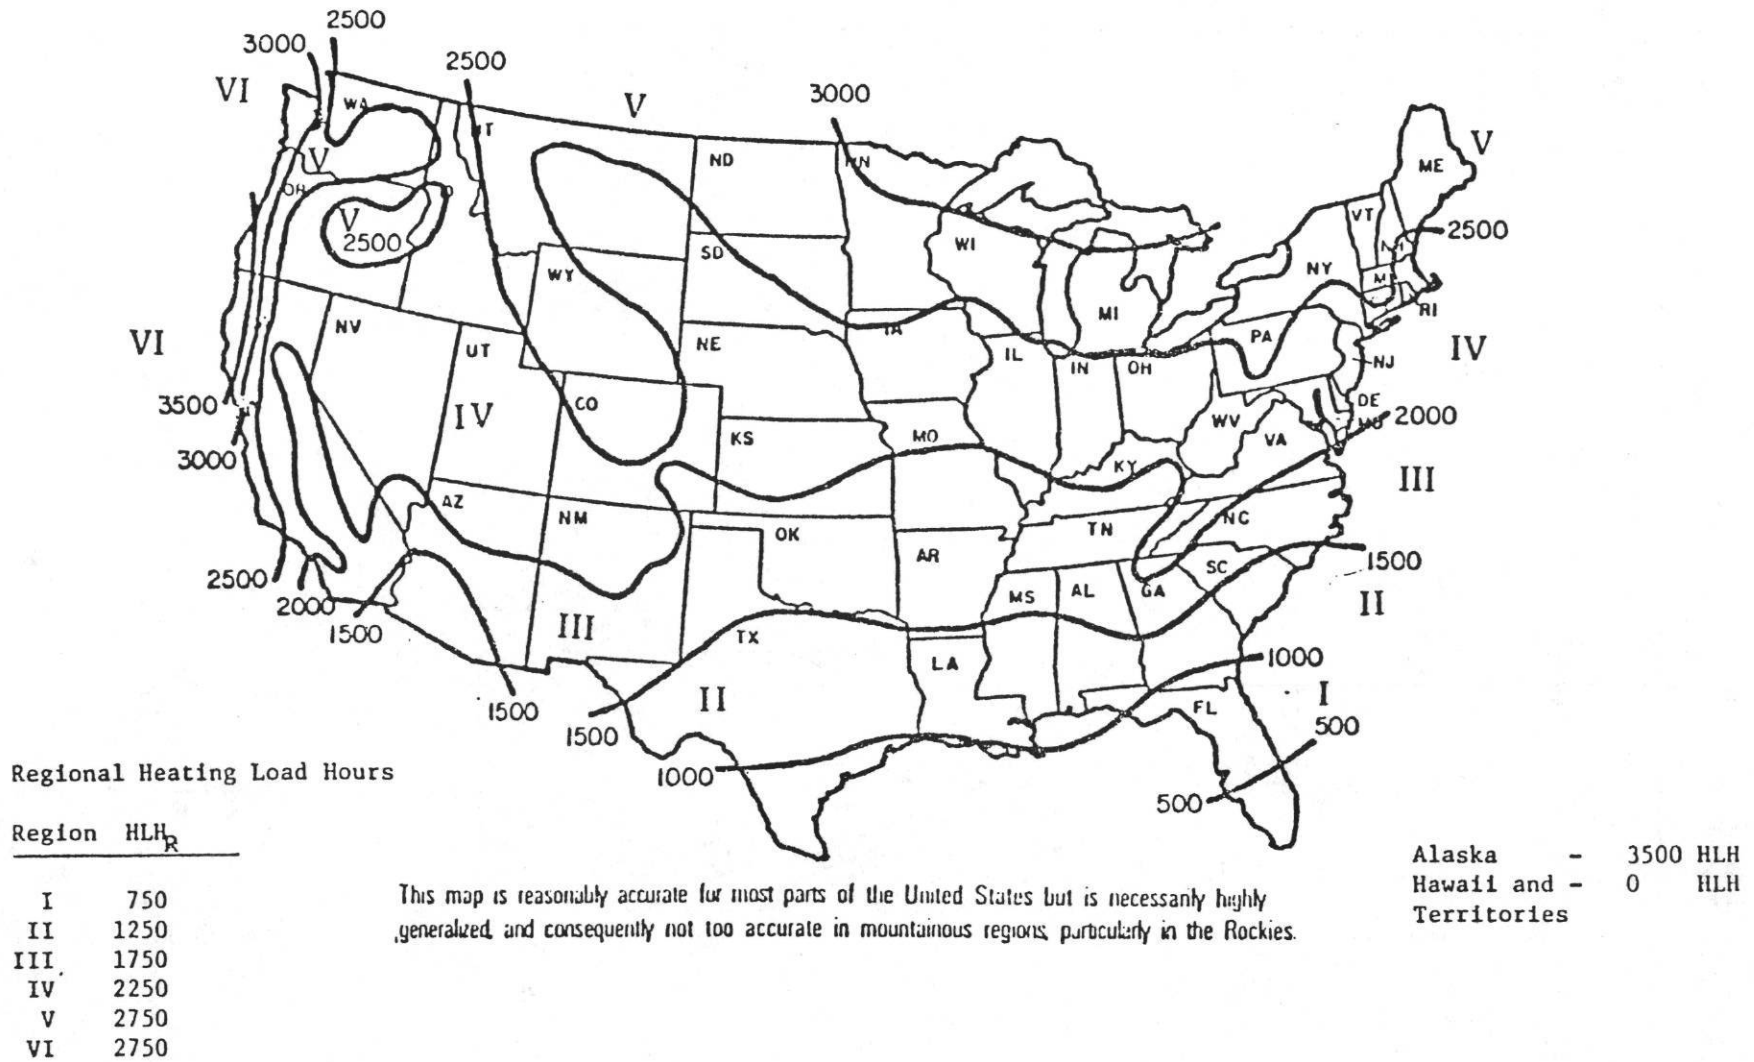 2500
3000
2500
2500
3000
VI
V
V
WA
MN
ND
ME
V
OR
ID
VT
2500
V
2500
SD
WI
NY
WY
MI
RI
VI
NV
UT
NE
IA
IL
IN
OH
PA
NJ
IV
3500
CO
IV
DE
2000
3000
KS
MO
WV
VA
KY
III
AZ
NM
OK
TN
NC
AR
SC
1500
2500
2000
MS
AL
GA
II
1500
III
TX
LA
1000
II
I
FL
1500
1500
500
1000
500
Regional Heating Load Hours
Region HLH_R
I 750
II 1250
III 1750
IV 2250
V 2750
VI 2750
This map is reasonably accurate for most parts of the United States but is necessarily highly
generalized, and consequently not too accurate in mountainous regions, particularly in the Rockies.
Alaska - 3500 HLH
Hawaii and - 0 HLH
Territories